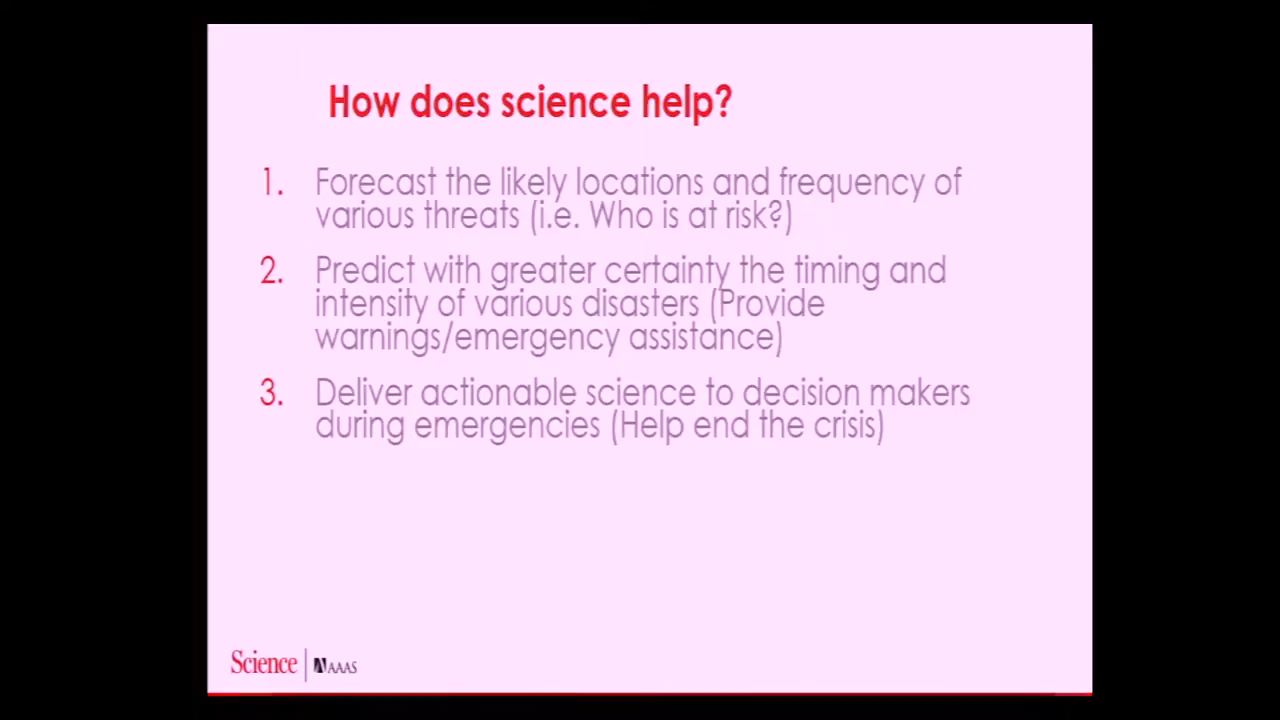 How does science help?
1. Forecast the likely locations and frequency of
various threats (i.e. Who is at risk?)
2. Predict with greater certainty the timing and
intensity of various disasters (Provide
warnings/emergency assistance)
3. Deliver actionable science to decision makers
during emergencies (Help end the crisis)
Science | AAAS